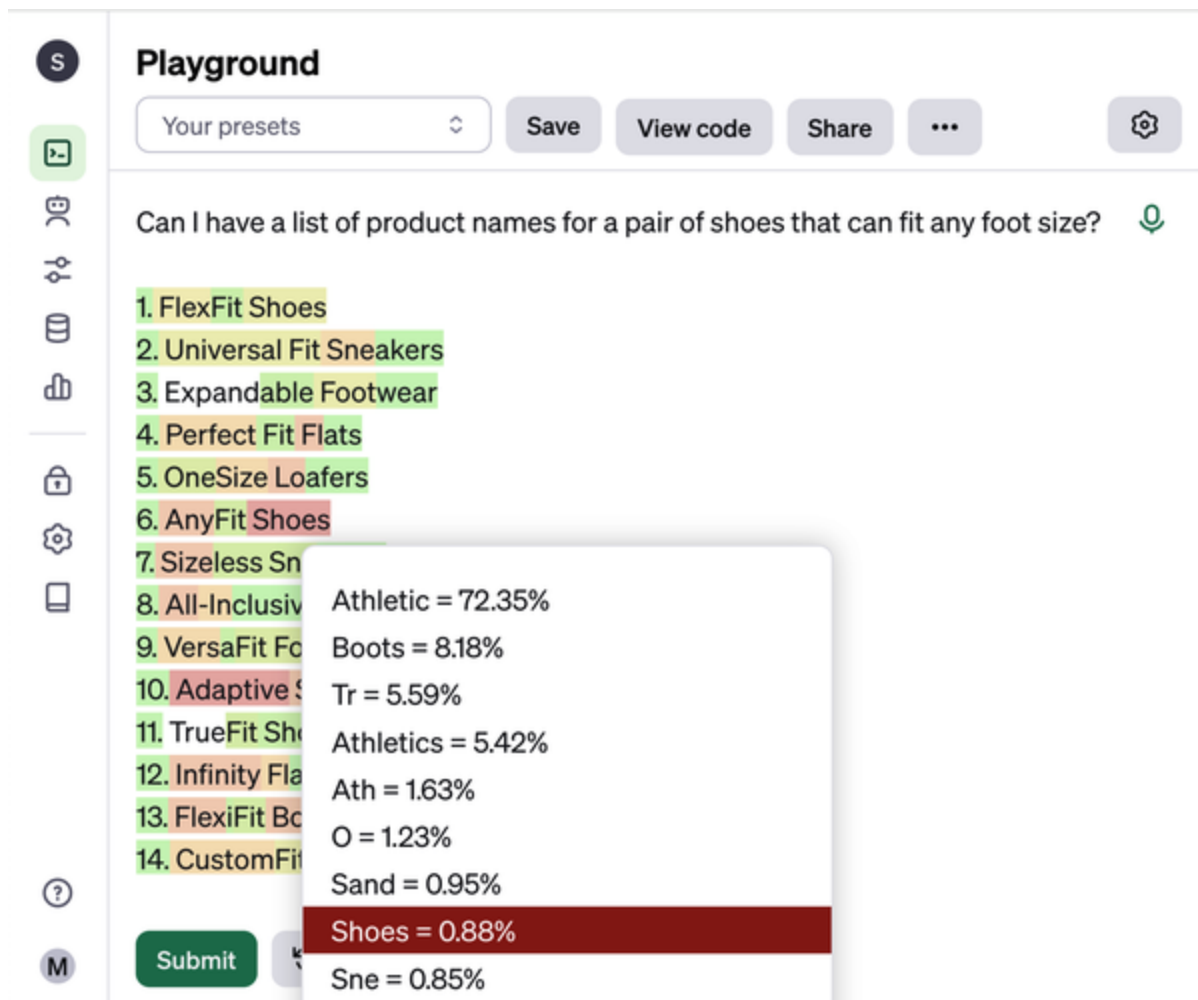 S
Playground
Your presets
Save
View code
Share
•••
Can I have a list of product names for a pair of shoes that can fit any foot size?
1. FlexFit Shoes
2. Universal Fit Sneakers
3. Expandable Footwear
4. Perfect Fit Flats
5. OneSize Loafers
6. AnyFit Shoes
7. Sizeless Sn
8. All-Inclusiv
9. VersaFit Fo
10. Adaptive S
11. TrueFit Sho
12. Infinity Fla
13. FlexiFit Bo
14. CustomFit
Athletic = 72.35%
Boots = 8.18%
Tr = 5.59%
Athletics = 5.42%
Ath = 1.63%
O = 1.23%
Sand = 0.95%
Shoes = 0.88%
Sne = 0.85%
Submit
M